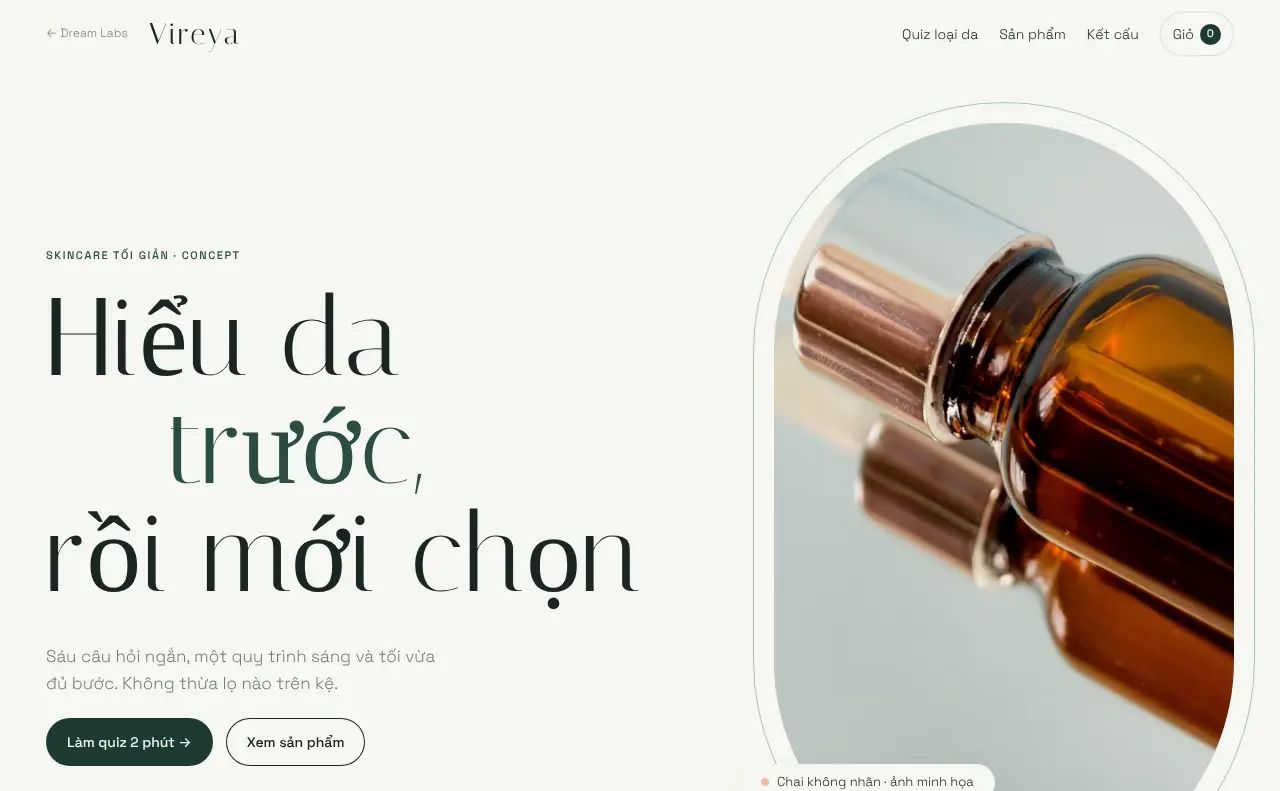 ← Dream Labs
Vireya
Quiz loại da
Sản phẩm
Kết cấu
Giỏ 0
SKINCARE TỐI GIẢN · CONCEPT
Hiểu da
trước,
rồi mới chọn
Sáu câu hỏi ngắn, một quy trình sáng và tối vừa
đủ bước. Không thừa lọ nào trên kệ.
Làm quiz 2 phút →
Xem sản phẩm
Chai không nhãn · ảnh minh họa